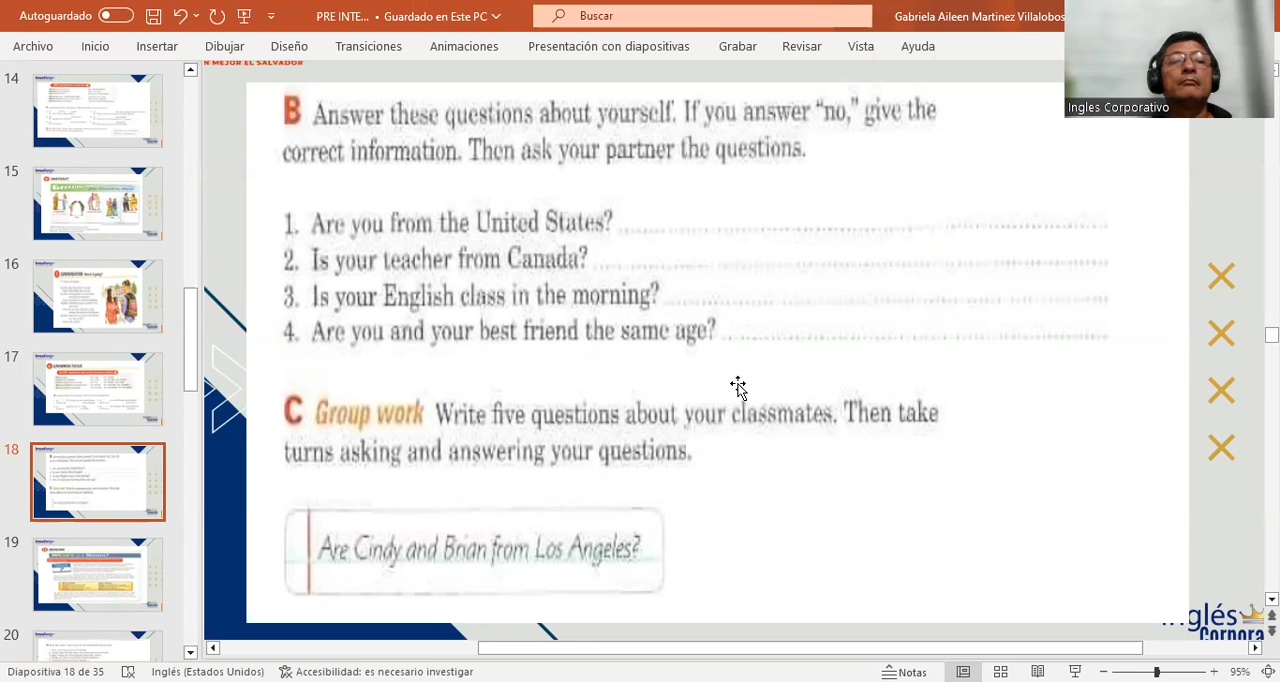 Autoguardado
PRE INTE... • Guardado en Este PC
Buscar
Gabriela Aileen Martinez Villalobos
Archivo Inicio Insertar Dibujar Diseño Transiciones Animaciones Presentación con diapositivas Grabar Revisar Vista Ayuda
Ingles Corporativo
N MEJOR EL SALVADOR
14
15
16
17
18
19
20
B Answer these questions about yourself. If you answer “no,” give the
correct information. Then ask your partner the questions.
1. Are you from the United States?
2. Is your teacher from Canada?
3. Is your English class in the morning?
4. Are you and your best friend the same age?
C Group work Write five questions about your classmates. Then take
turns asking and answering your questions.
Are Cindy and Brian from Los Angeles?
Inglés
Corpora
Diapositiva 18 de 35 Inglés (Estados Unidos) Accesibilidad: es necesario investigar Notas 95%